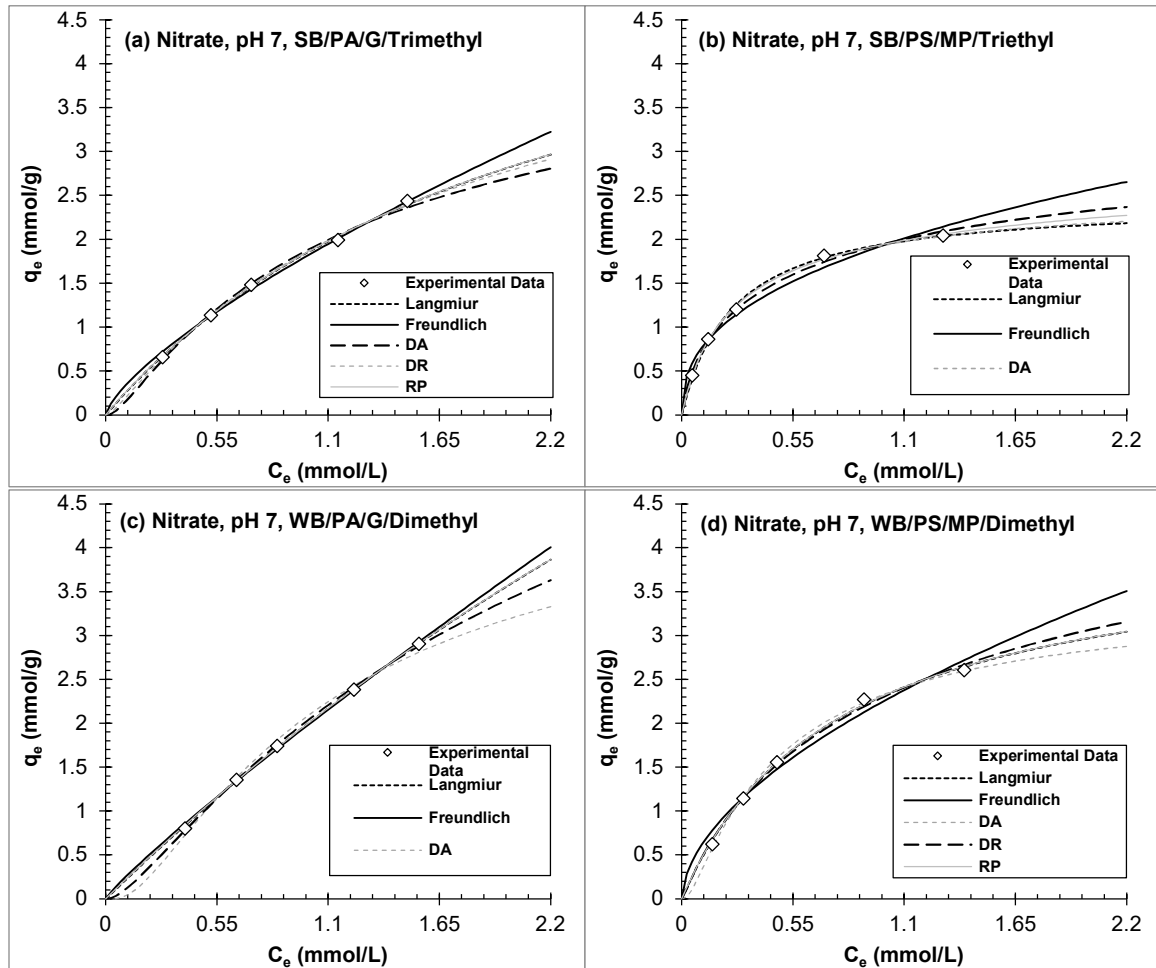 (a) Nitrate, pH 7, SB/PA/G/Trimethyl
4.5
4
3.5
3
2.5
2
1.5
1
0.5
0
q_e (mmol/g)
Experimental Data
Langmiur
Freundlich
DA
DR
RP
0 0.55 1.1 1.65 2.2
C_e (mmol/L)
(b) Nitrate, pH 7, SB/PS/MP/Triethyl
4.5
4
3.5
3
2.5
2
1.5
1
0.5
0
q_e (mmol/g)
Experimental
Data
Langmiur
Freundlich
DA
0 0.55 1.1 1.65 2.2
C_e (mmol/L)
(c) Nitrate, pH 7, WB/PA/G/Dimethyl
4.5
4
3.5
3
2.5
2
1.5
1
0.5
0
q_e (mmol/g)
Experimental
Data
Langmiur
Freundlich
DA
0 0.55 1.1 1.65 2.2
C_e (mmol/L)
(d) Nitrate, pH 7, WB/PS/MP/Dimethyl
4.5
4
3.5
3
2.5
2
1.5
1
0.5
0
q_e (mmol/g)
Experimental Data
Langmiur
Freundlich
DA
DR
RP
0 0.55 1.1 1.65 2.2
C_e (mmol/L)